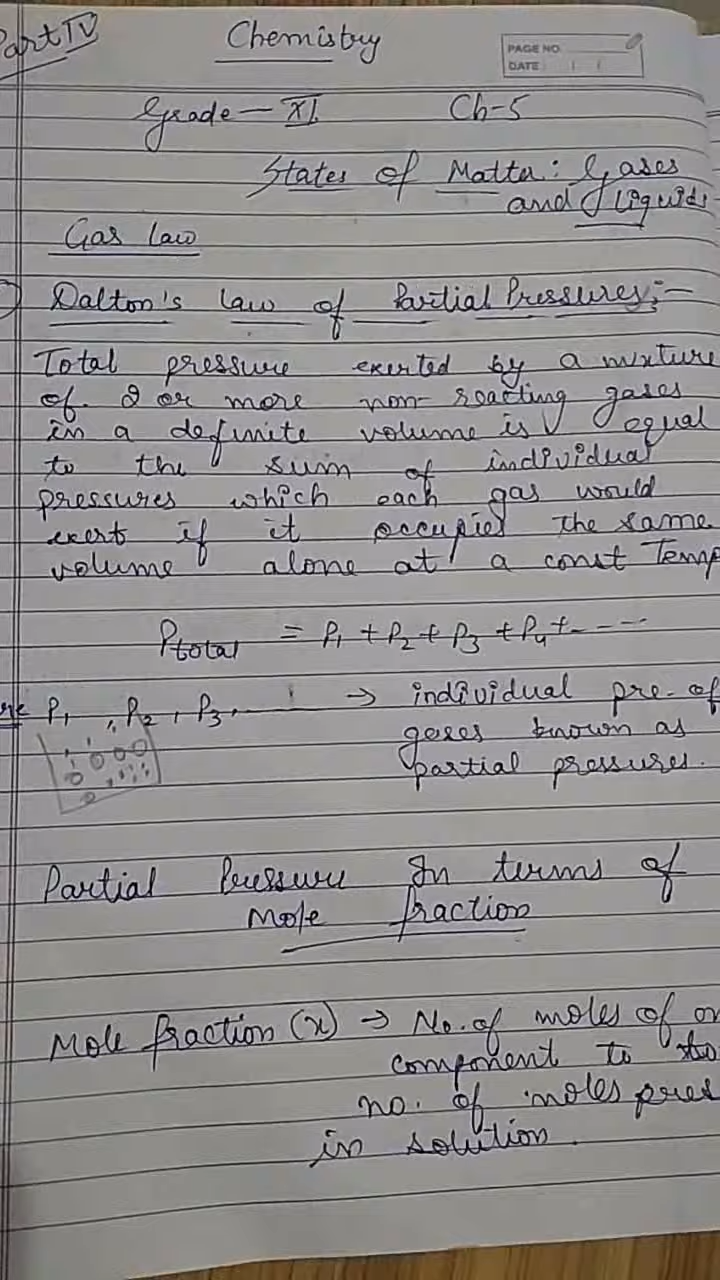 Part IV
Chemistry
PAGE NO.
DATE
Grade - XI Ch-5
States of Matter: Gases
and Liquids
Gas law
Dalton's law of Partial Pressures:-
Total pressure exerted by a mixture
of 2 or more non-reacting gases
in a definite volume is equal
to the sum of individual
pressures which each gas would
exert if it occupied the same
volume alone at a const Temp
Ptotal = P1 + P2 + P3 + P4 + ----
P1, P2, P3, ---- → individual pre. of
gases known as
partial pressures.
Partial Pressure In terms of
Mole fraction
Mole fraction (x) → No. of moles of
component to
no. of moles pres
in solution.